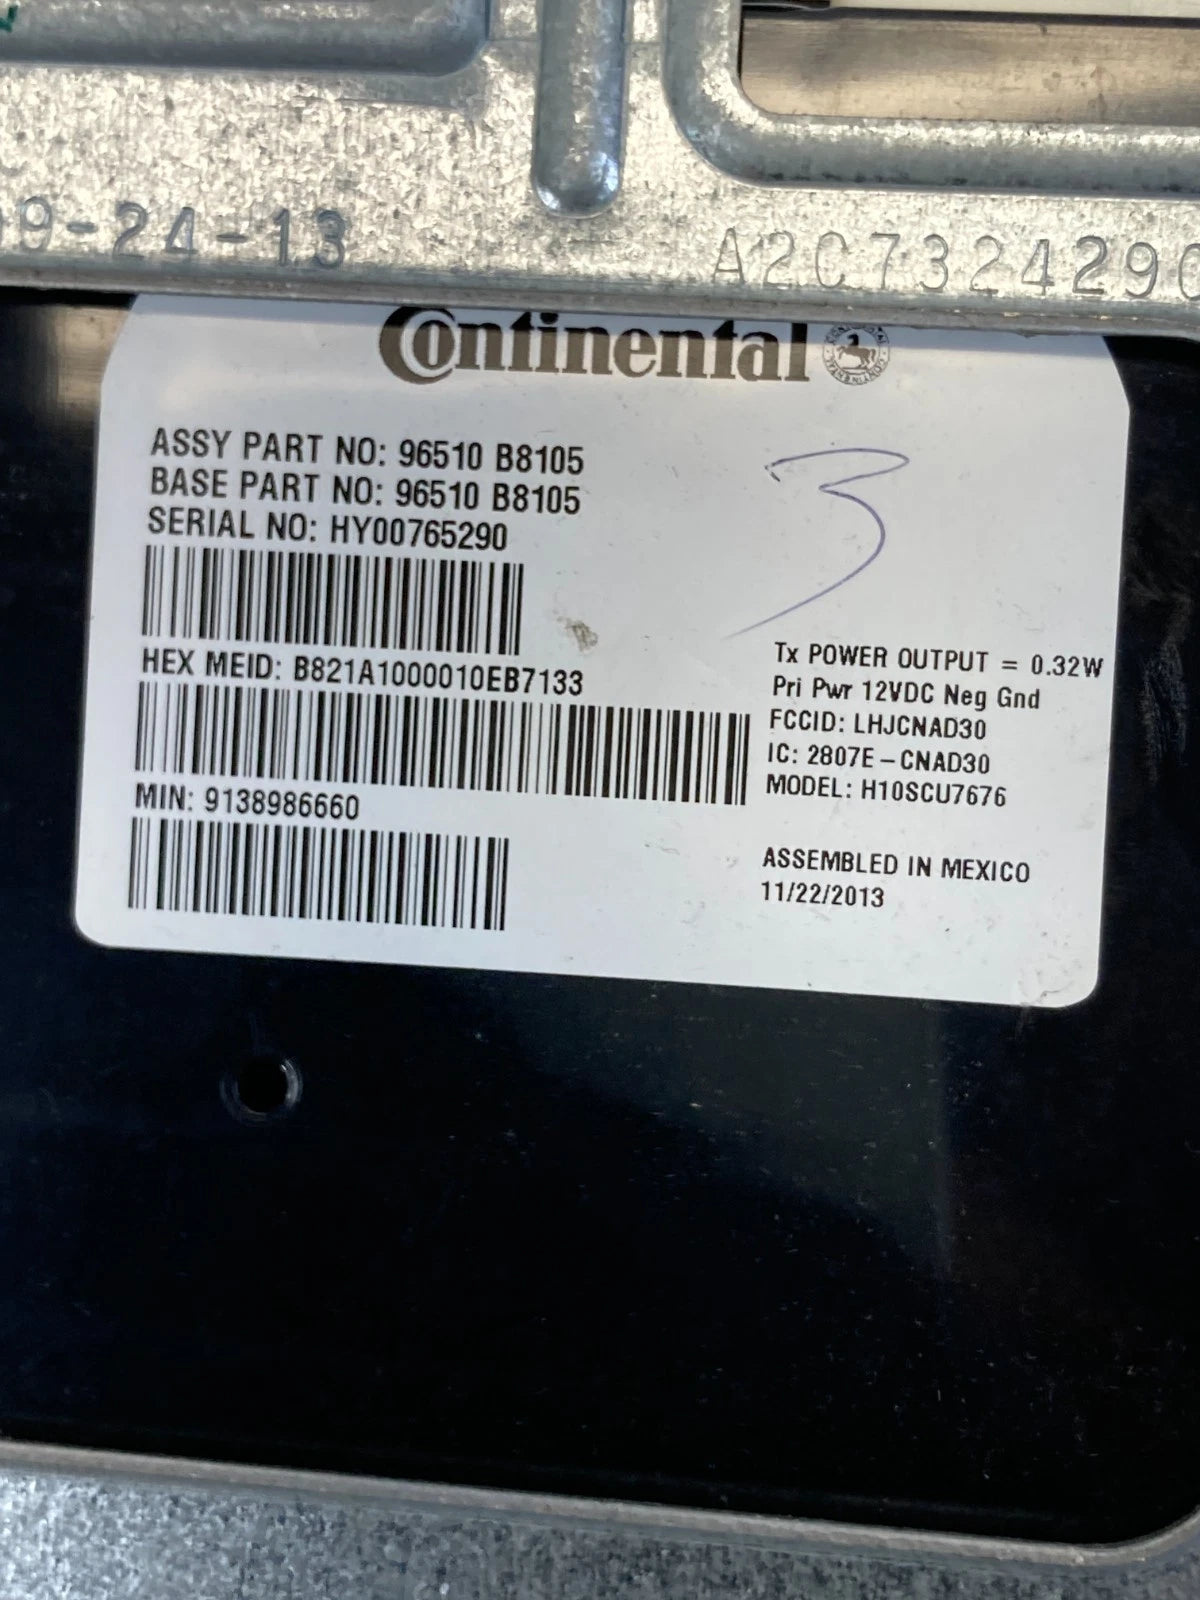 09-24-13
A2C7324290
Continental
ASSY PART NO: 96510 B8105
BASE PART NO: 96510 B8105
SERIAL NO: HY00765290
3
HEX MEID: B821A1000010EB7133
MIN: 9138986660
Tx POWER OUTPUT = 0.32W
Pri Pwr 12VDC Neg Gnd
FCCID: LHJCNAD30
IC: 2807E-CNAD30
MODEL: H10SCU7676
ASSEMBLED IN MEXICO
11/22/2013